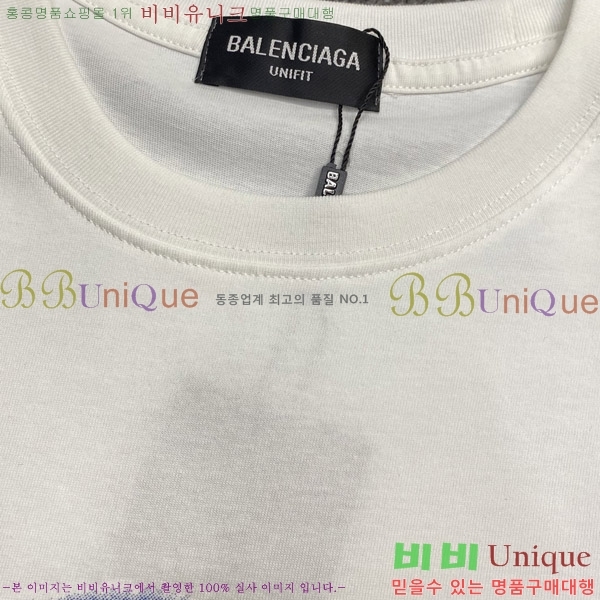 홍콩명품쇼핑몰 1위 비비유니크 명품구매대행
BALENCIAGA
UNIFIT
BAL
BBUniQue 동종업계 최고의 품질 NO.1 BBUniQue
비비 Unique
-본 이미지는 비비유니크에서 촬영한 100% 실사 이미지 입니다.-
믿을수 있는 명품구매대행